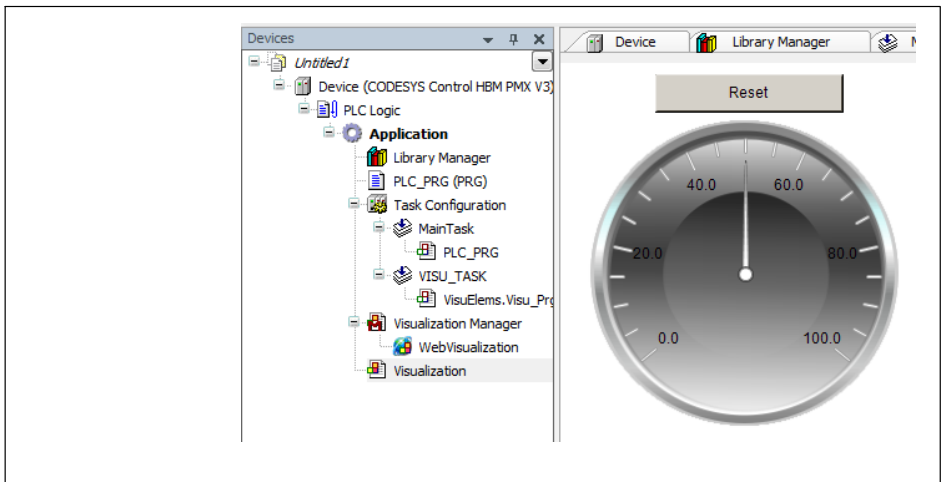 Devices
Untitled1
Device (CODESYS Control HBM PMX V3)
PLC Logic
Application
Library Manager
PLC_PRG (PRG)
Task Configuration
MainTask
PLC_PRG
VISU_TASK
VisuElems.Visu_Prg
Visualization Manager
WebVisualization
Visualization
Device
Library Manager
Reset
40.0 60.0
20.0 80.0
0.0 100.0